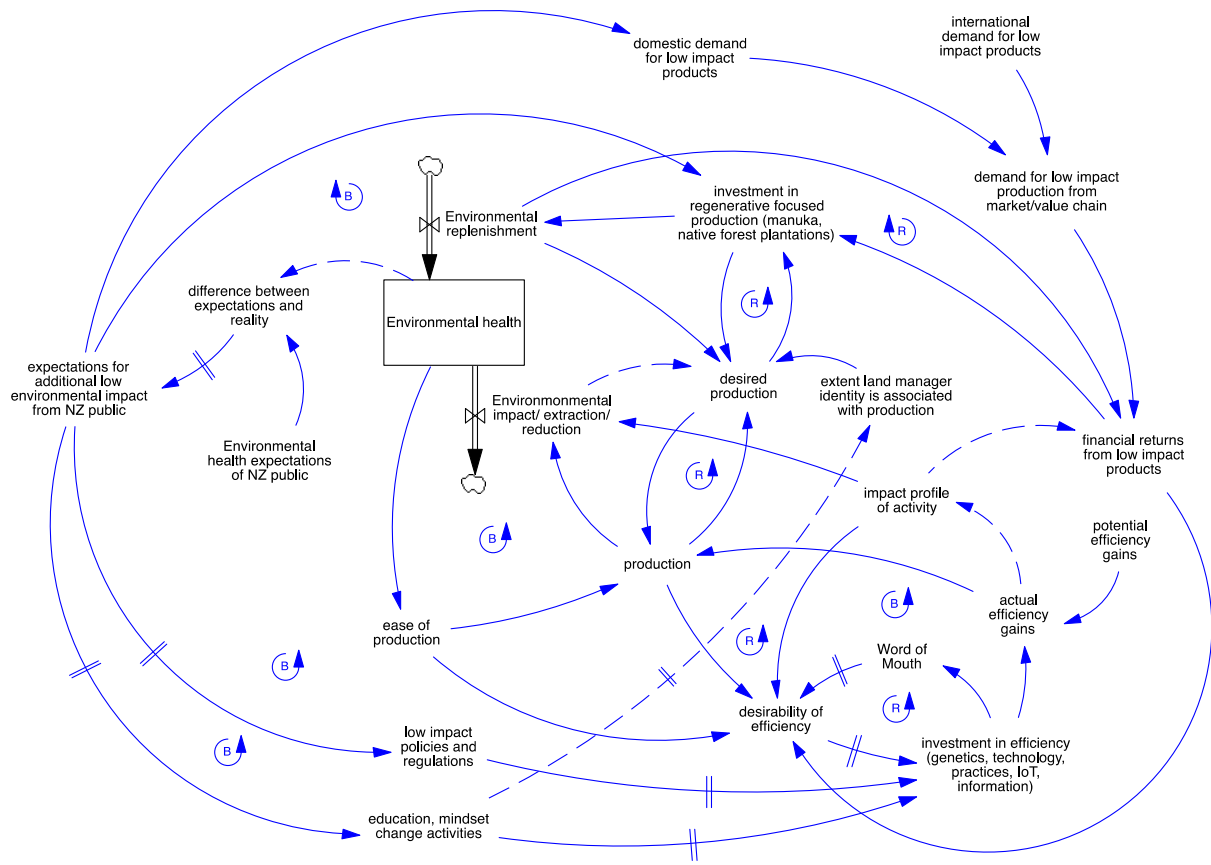 international
demand for low
impact products
domestic demand
for low impact
products
demand for low impact
production from
market/value chain
B
Environmental
replenishment
investment in
regenerative focused
production (manuka,
native forest plantations)
R
difference between
expectations and
reality
Environmental health
R
expectations for
additional low
environmental impact
from NZ public
desired
production
extent land manager
identity is associated
with production
Environmonmental
impact/ extraction/
reduction
Environmental
health expectations
of NZ public
financial returns
from low impact
products
R
impact profile
of activity
B
potential
efficiency
gains
production
ease of
production
B
actual
efficiency
gains
R
Word of
Mouth
B
R
desirability of
efficiency
low impact
policies and
regulations
B
investment in efficiency
(genetics, technology,
practices, IoT,
information)
education, mindset
change activities